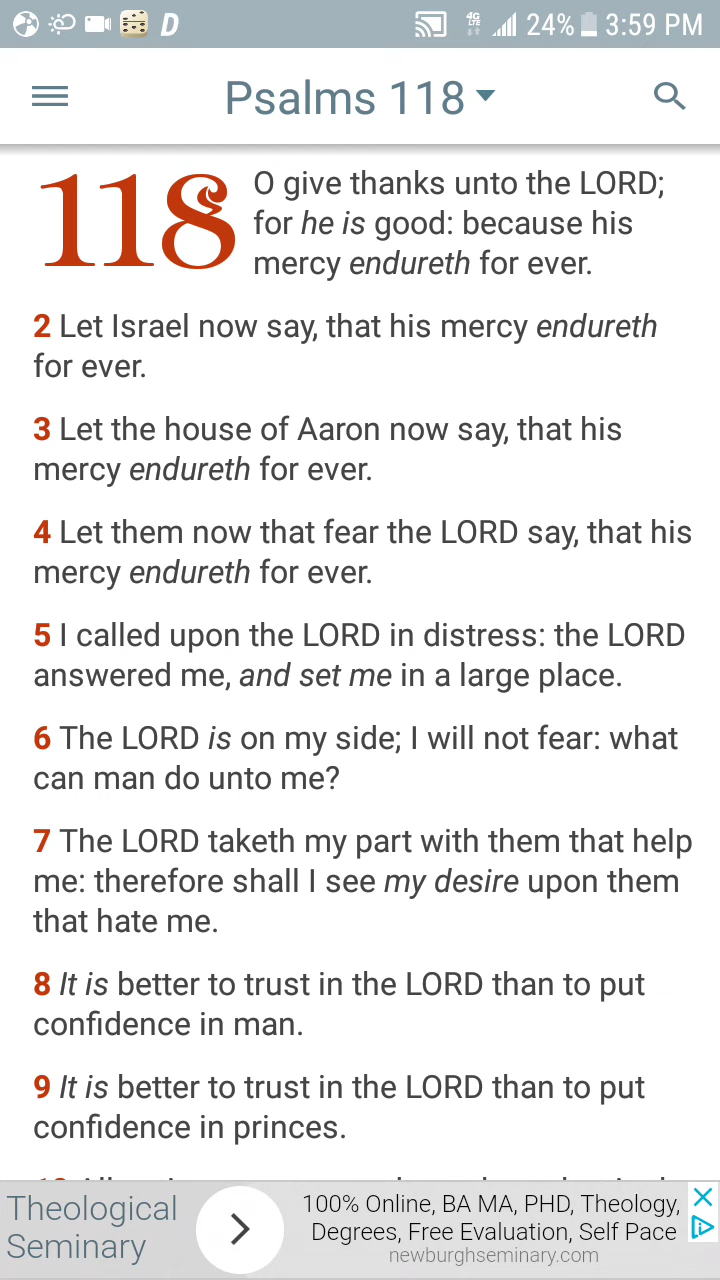 D 4G LTE 24% 3:59 PM
Psalms 118
118 O give thanks unto the LORD;
for he is good: because his
mercy endureth for ever.
2 Let Israel now say, that his mercy endureth
for ever.
3 Let the house of Aaron now say, that his
mercy endureth for ever.
4 Let them now that fear the LORD say, that his
mercy endureth for ever.
5 I called upon the LORD in distress: the LORD
answered me, and set me in a large place.
6 The LORD is on my side; I will not fear: what
can man do unto me?
7 The LORD taketh my part with them that help
me: therefore shall I see my desire upon them
that hate me.
8 It is better to trust in the LORD than to put
confidence in man.
9 It is better to trust in the LORD than to put
confidence in princes.
Theological
Seminary
100% Online, BA MA, PHD, Theology,
Degrees, Free Evaluation, Self Pace
newburghseminary.com